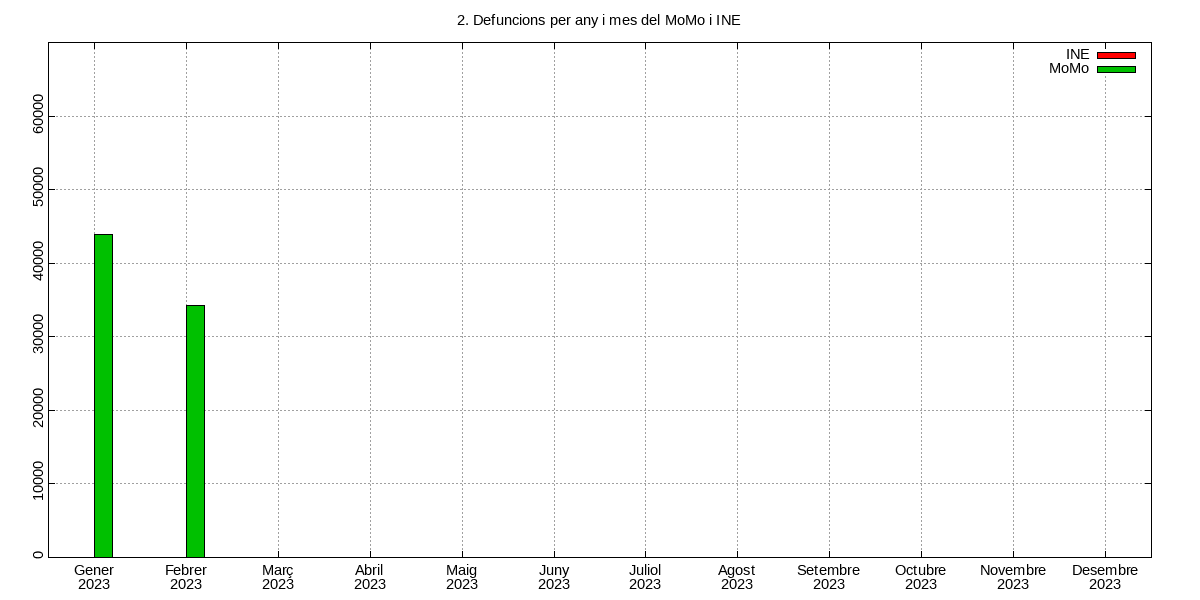 2. Defuncions per any i mes del MoMo i INE
INE
MoMo
60000
50000
40000
30000
20000
10000
0
Gener Febrer Març Abril Maig Juny Juliol Agost Setembre Octubre Novembre Desembre
2023 2023 2023 2023 2023 2023 2023 2023 2023 2023 2023 2023